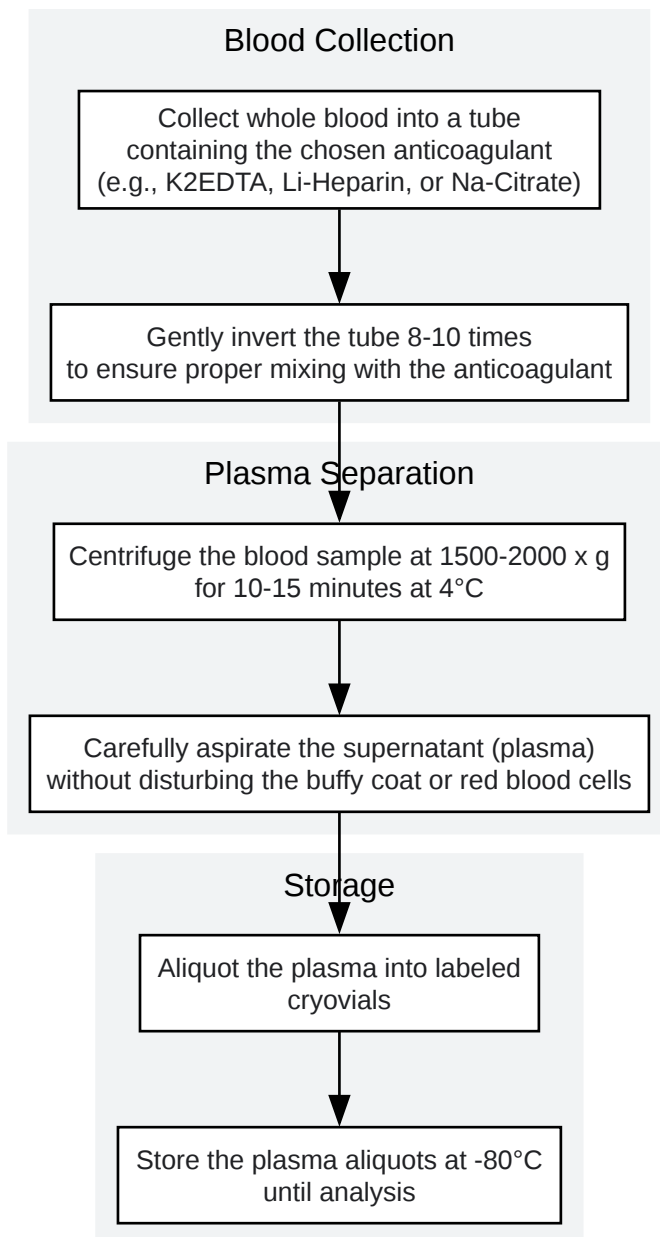 Blood Collection
Collect whole blood into a tube
containing the chosen anticoagulant
(e.g., K2EDTA, Li-Heparin, or Na-Citrate)
Gently invert the tube 8-10 times
to ensure proper mixing with the anticoagulant
Plasma Separation
Centrifuge the blood sample at 1500-2000 x g
for 10-15 minutes at 4°C
Carefully aspirate the supernatant (plasma)
without disturbing the buffy coat or red blood cells
Storage
Aliquot the plasma into labeled
cryovials
Store the plasma aliquots at -80°C
until analysis